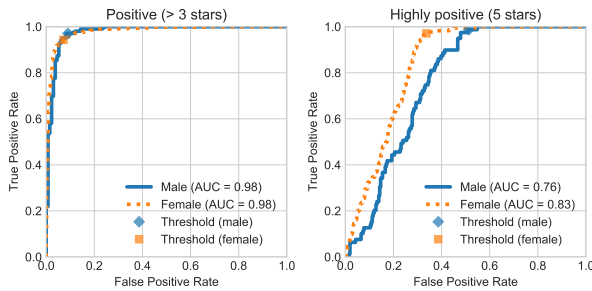 Positive (> 3 stars)
True Positive Rate
1.0
0.8
0.6
0.4
0.2
0.0
Male (AUC = 0.98)
Female (AUC = 0.98)
Threshold (male)
Threshold (female)
0.0 0.2 0.4 0.6 0.8 1.0
False Positive Rate
Highly positive (5 stars)
True Positive Rate
1.0
0.8
0.6
0.4
0.2
0.0
Male (AUC = 0.76)
Female (AUC = 0.83)
Threshold (male)
Threshold (female)
0.0 0.2 0.4 0.6 0.8 1.0
False Positive Rate